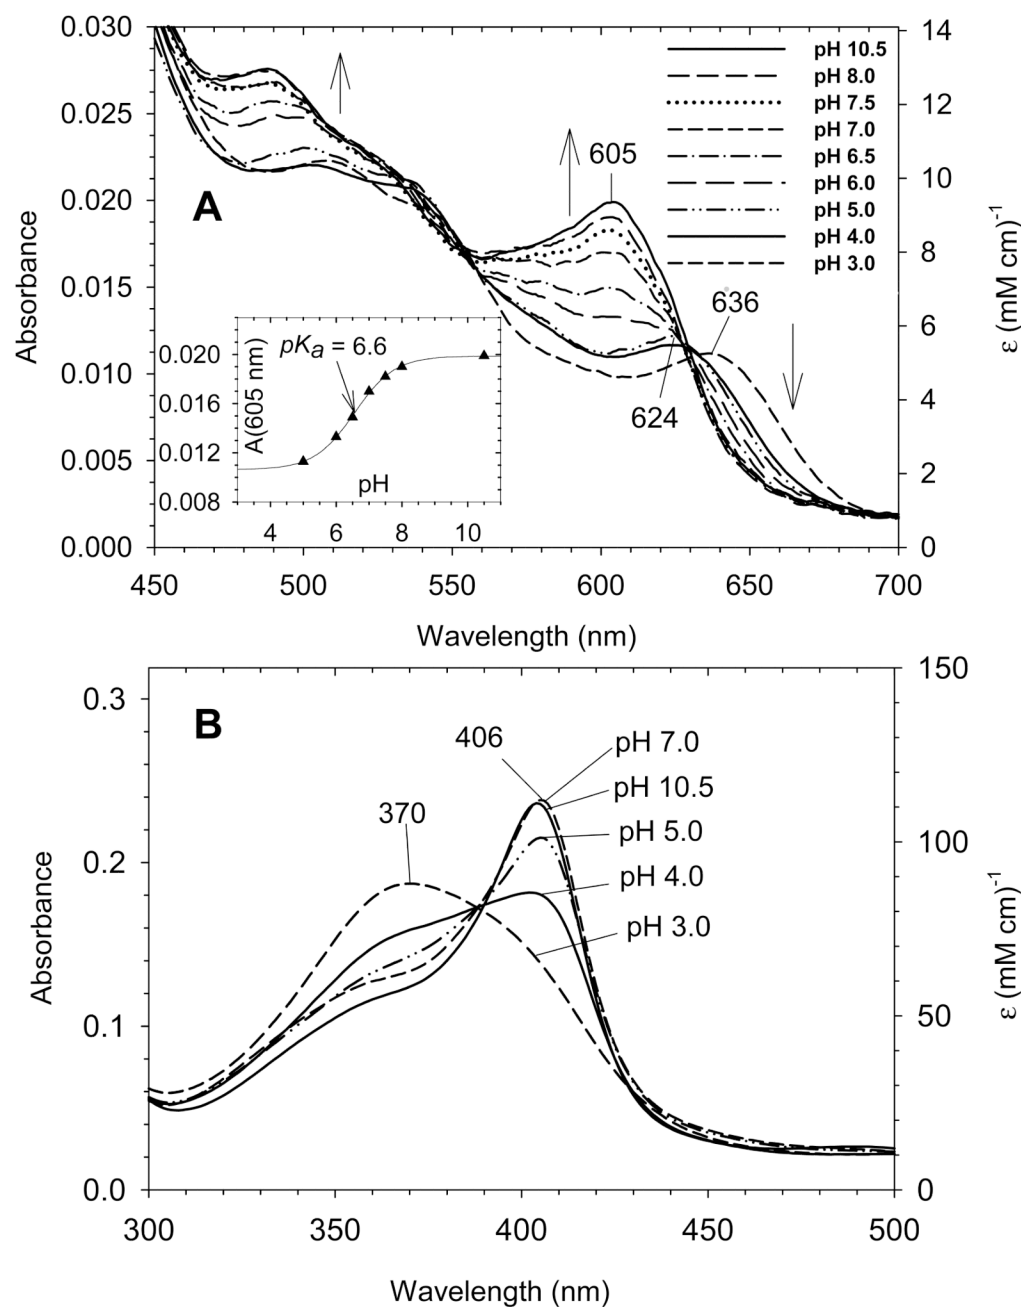 0.030
0.025
0.020
0.015
0.010
0.005
0.000
Absorbance
14
12
10
8
6
4
2
0
ε (mM cm)-1
pH 10.5
pH 8.0
pH 7.5
pH 7.0
pH 6.5
pH 6.0
pH 5.0
pH 4.0
pH 3.0
A
605
636
624
pKa = 6.6
A(605 nm)
0.020
0.016
0.012
0.008
pH
4 6 8 10
450 500 550 600 650 700
Wavelength (nm)
B
0.3
0.2
0.1
0.0
Absorbance
150
100
50
0
ε (mM cm)-1
406
370
pH 7.0
pH 10.5
pH 5.0
pH 4.0
pH 3.0
300 350 400 450 500
Wavelength (nm)